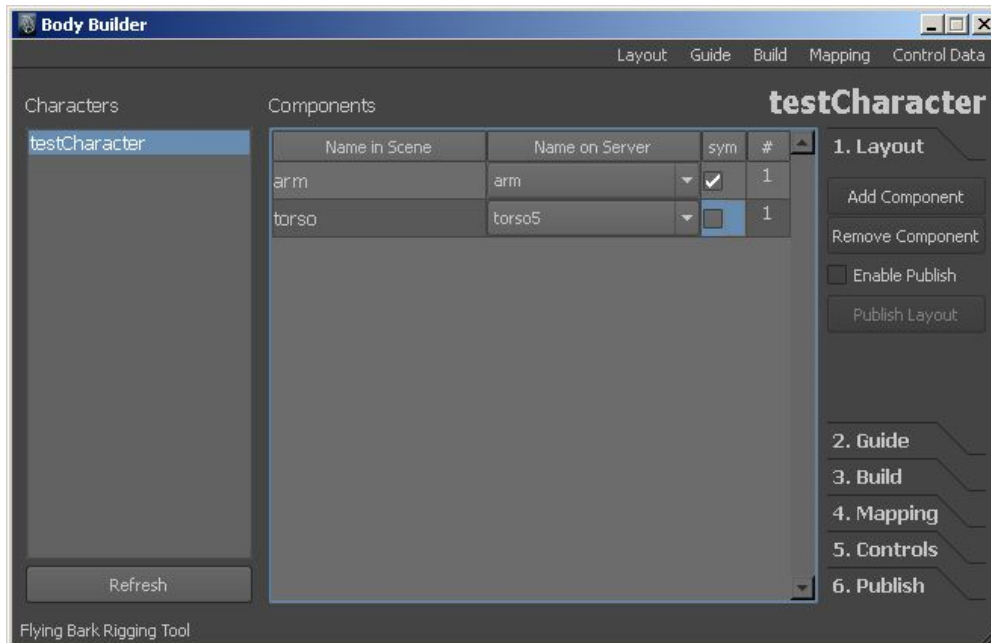 Body Builder
Layout Guide Build Mapping Control Data
Characters
Components
testCharacter
testCharacter
Name in Scene Name on Server sym #
arm arm 1
torso torso5 1
1. Layout
Add Component
Remove Component
Enable Publish
Publish Layout
2. Guide
3. Build
4. Mapping
5. Controls
6. Publish
Refresh
Flying Bark Rigging Tool